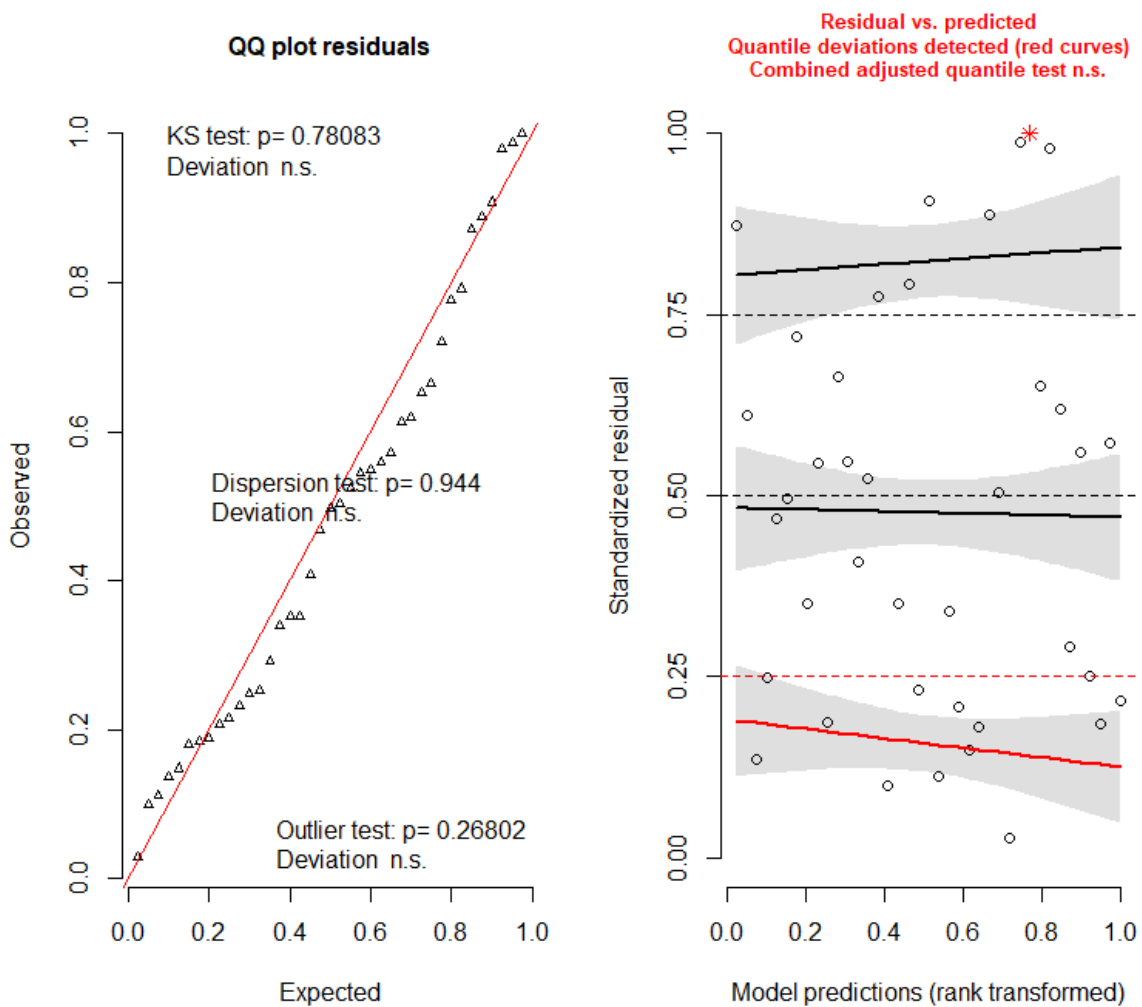 QQ plot residuals
KS test: p= 0.78083
Deviation n.s.
Dispersion test: p= 0.944
Deviation n.s.
Outlier test: p= 0.26802
Deviation n.s.
Observed
1.0
0.8
0.6
0.4
0.2
0.0
0.0 0.2 0.4 0.6 0.8 1.0
Expected
Residual vs. predicted
Quantile deviations detected (red curves)
Combined adjusted quantile test n.s.
Standardized residual
1.00
0.75
0.50
0.25
0.00
0.0 0.2 0.4 0.6 0.8 1.0
Model predictions (rank transformed)